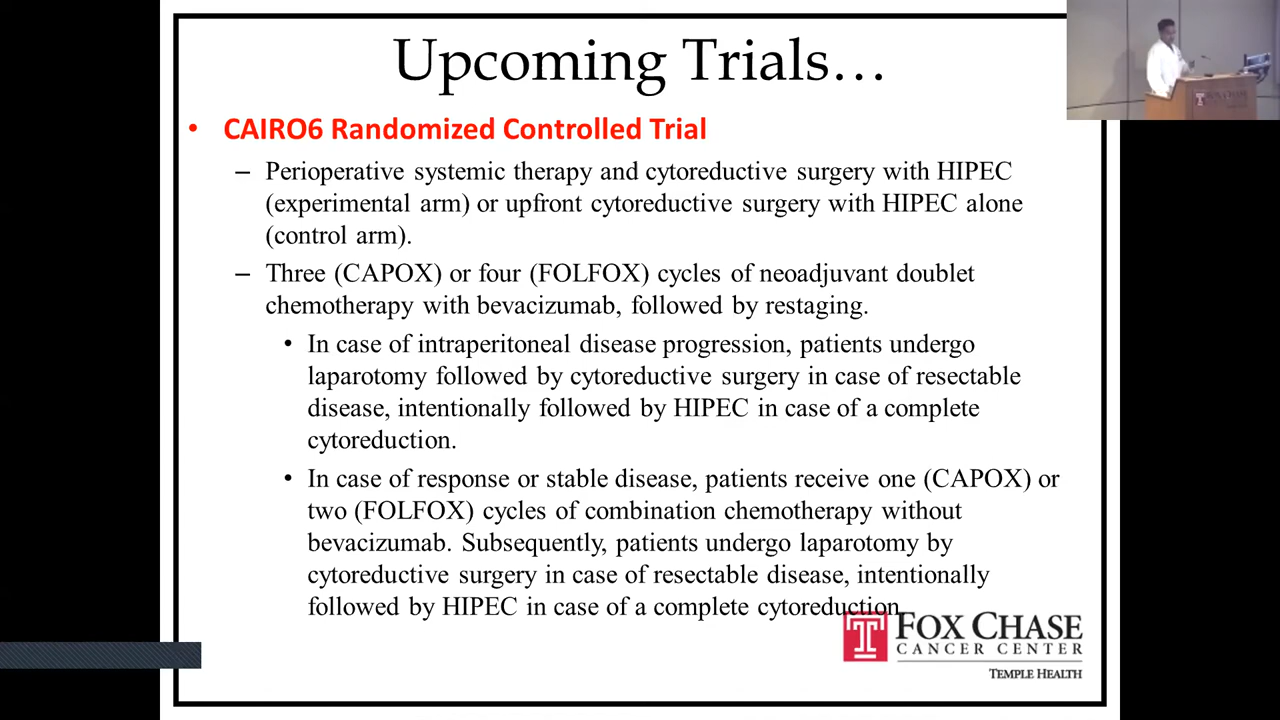 Upcoming Trials…
• CAIRO6 Randomized Controlled Trial
– Perioperative systemic therapy and cytoreductive surgery with HIPEC
(experimental arm) or upfront cytoreductive surgery with HIPEC alone
(control arm).
– Three (CAPOX) or four (FOLFOX) cycles of neoadjuvant doublet
chemotherapy with bevacizumab, followed by restaging.
• In case of intraperitoneal disease progression, patients undergo
laparotomy followed by cytoreductive surgery in case of resectable
disease, intentionally followed by HIPEC in case of a complete
cytoreduction.
• In case of response or stable disease, patients receive one (CAPOX) or
two (FOLFOX) cycles of combination chemotherapy without
bevacizumab. Subsequently, patients undergo laparotomy by
cytoreductive surgery in case of resectable disease, intentionally
followed by HIPEC in case of a complete cytoreduction.
FOX CHASE
CANCER CENTER
TEMPLE HEALTH
FOX CHASE